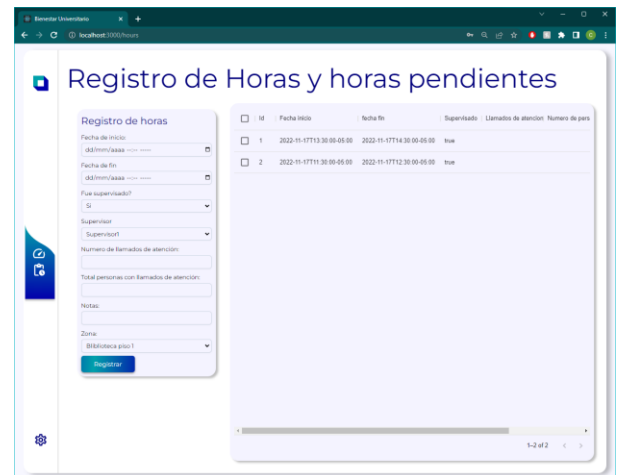 Bienestar Universitario
localhost:3000/hours
Registro de Horas y horas pendientes
Registro de horas
Fecha de Inicio
dd/mm/aaaa --:-- -----
Fecha de fin
dd/mm/aaaa --:-- -----
Fue supervisado?
Si
Supervisor
Supervisor1
Numero de llamados de atención:
Total personas con llamados de atención:
Notas:
Zona:
Biblioteca piso 1
Registrar
Id Fecha Inicio fecha fin Supervisado Llamados de atencion Numero de pers
1 2022-11-17T13:30:00-05:00 2022-11-17T14:30:00-05:00 true
2 2022-11-17T11:30:00-05:00 2022-11-17T12:30:00-05:00 true
1–2 of 2